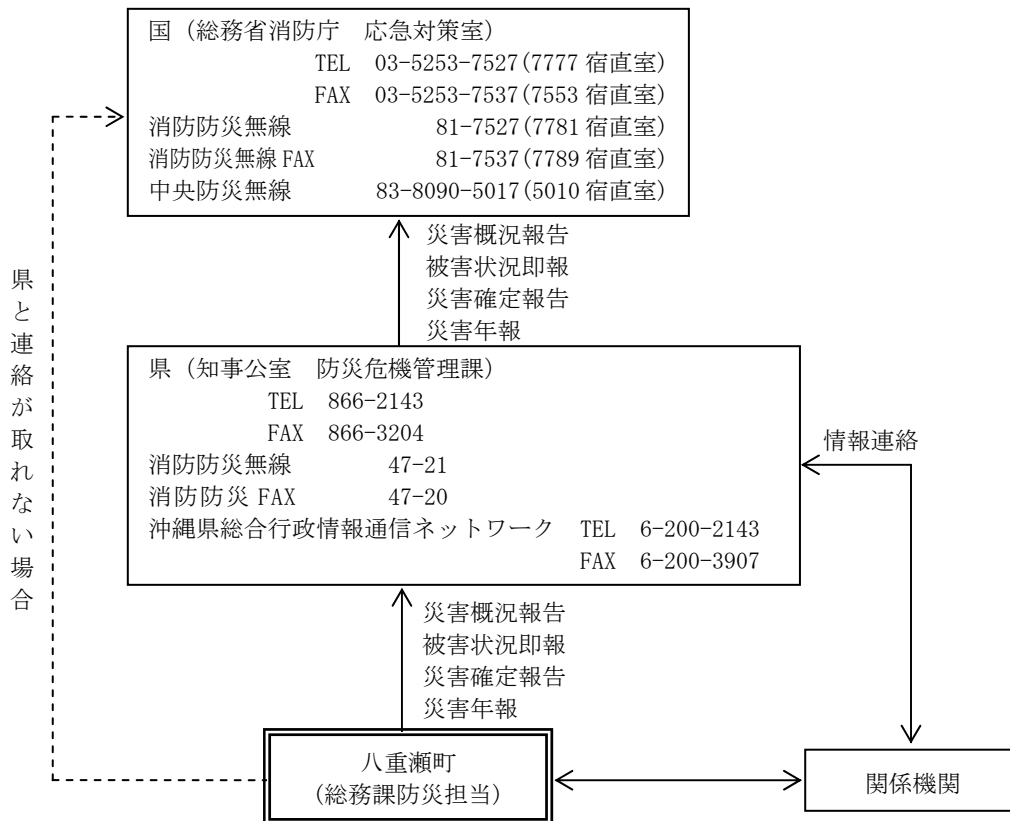 国（総務省消防庁　応急対策室）
TEL　03-5253-7527(7777 宿直室)
FAX　03-5253-7537(7553 宿直室)
消防防災無線　81-7527(7781 宿直室)
消防防災無線 FAX　81-7537(7789 宿直室)
中央防災無線　83-8090-5017(5010 宿直室)
災害概況報告
被害状況即報
災害確定報告
災害年報
県と連絡が取れない場合
県（知事公室　防災危機管理課）
TEL　866-2143
FAX　866-3204
消防防災無線　47-21
消防防災 FAX　47-20
沖縄県総合行政情報通信ネットワーク　TEL　6-200-2143
FAX　6-200-3907
情報連絡
災害概況報告
被害状況即報
災害確定報告
災害年報
八重瀬町
（総務課防災担当）
関係機関